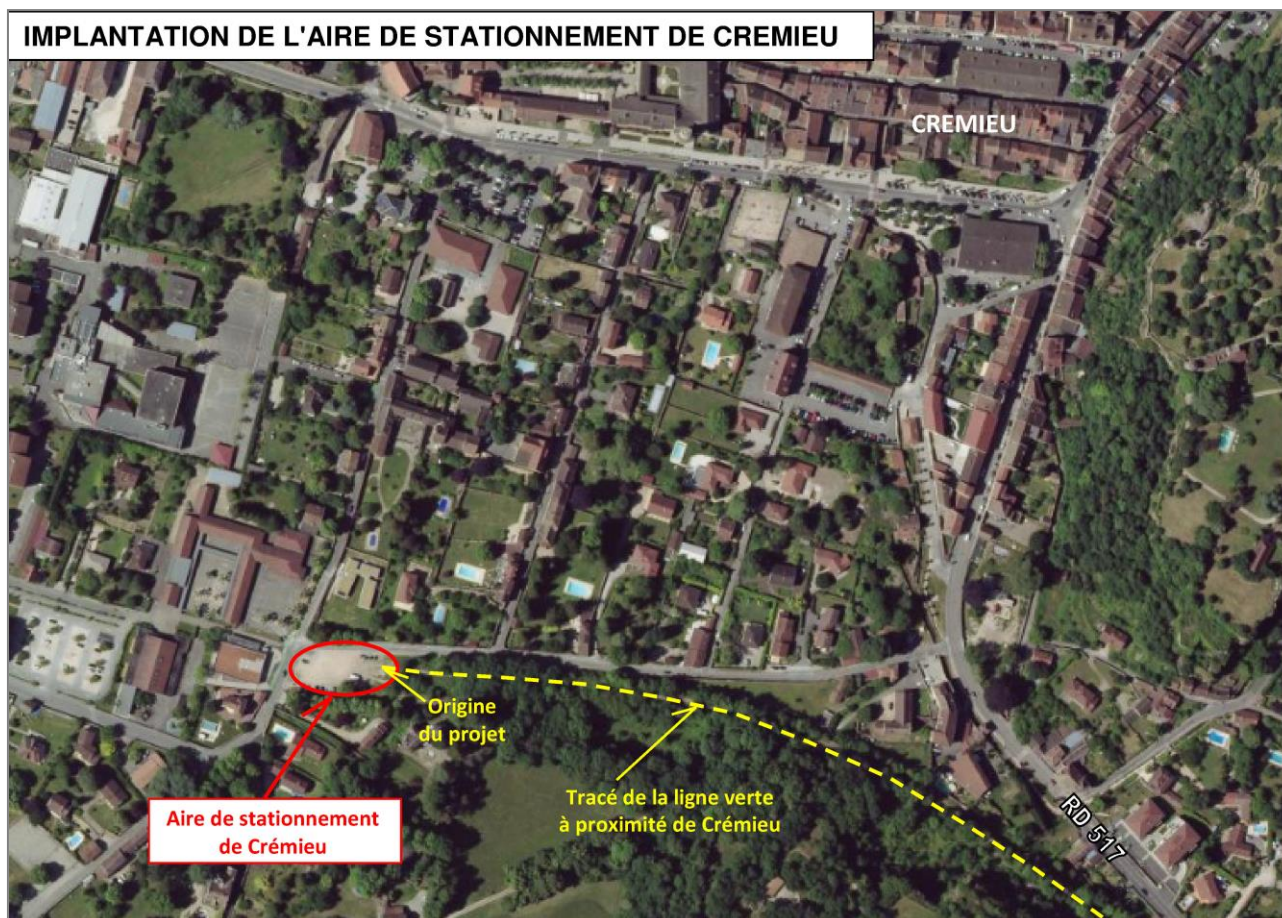 IMPLANTATION DE L'AIRE DE STATIONNEMENT DE CREMIEU
CREMIEU
Origine
du projet
Aire de stationnement
de Crémieu
Tracé de la ligne verte
à proximité de Crémieu
RD 517